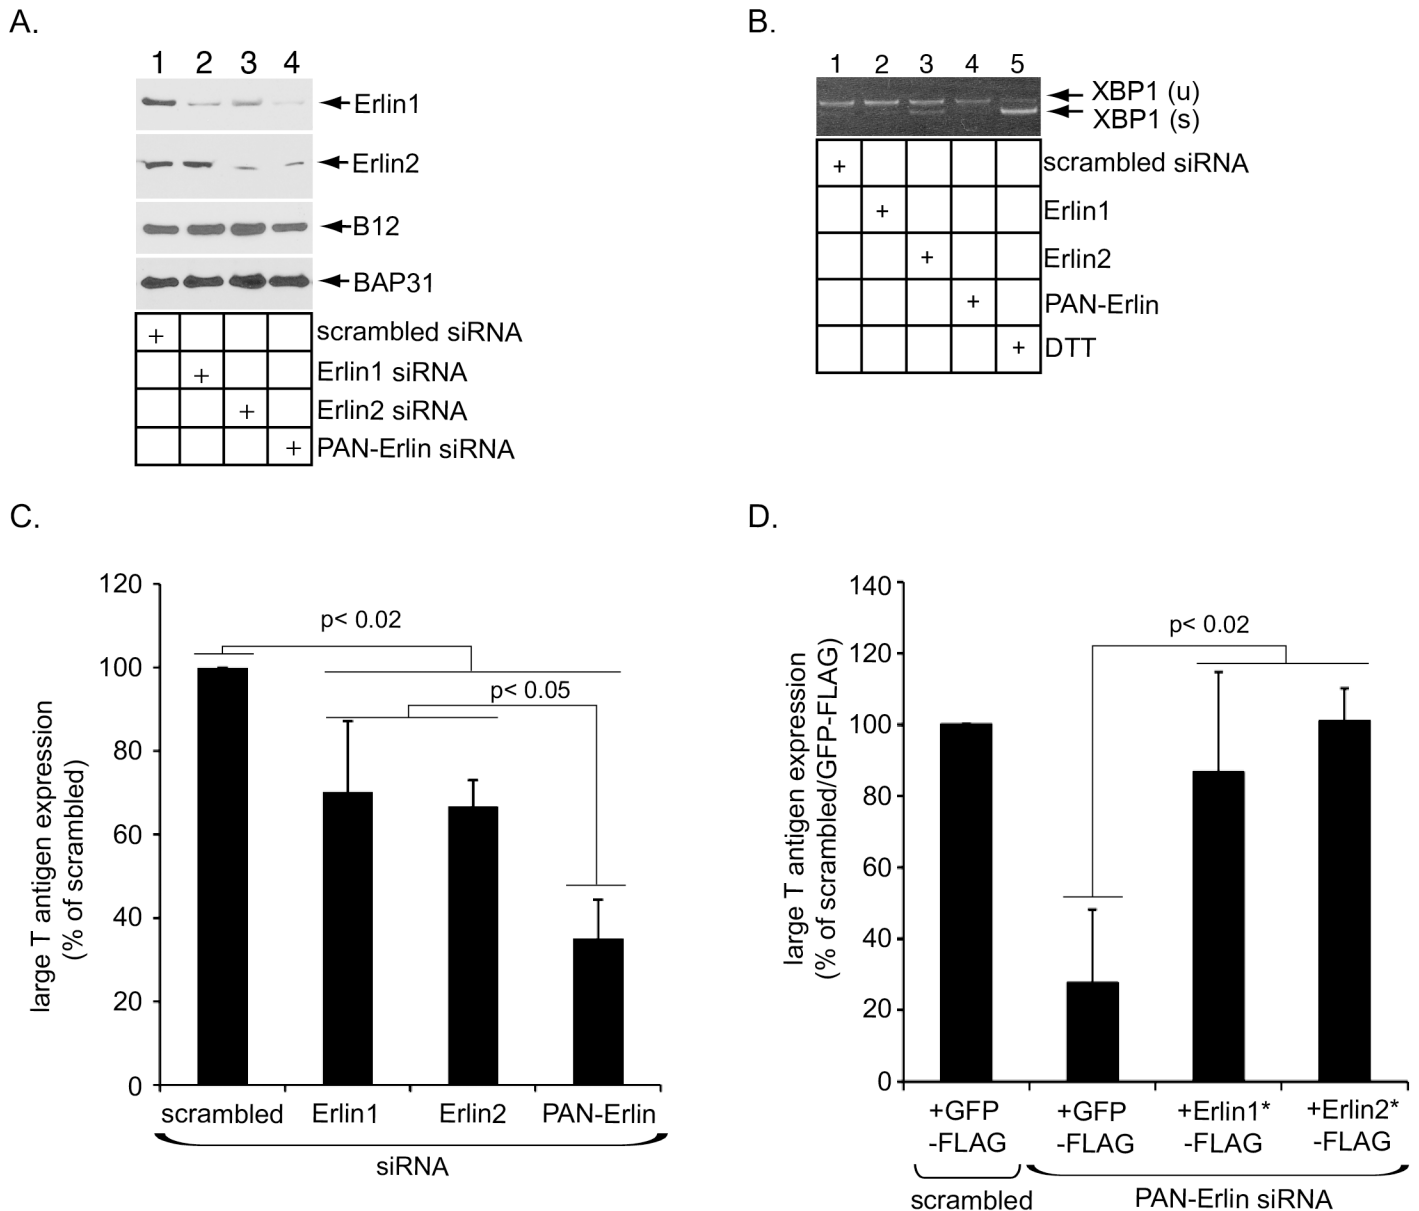 A.
1 2 3 4
Erlin1
Erlin2
B12
BAP31
+ scrambled siRNA
+ Erlin1 siRNA
+ Erlin2 siRNA
+ PAN-Erlin siRNA
B.
1 2 3 4 5
XBP1 (u)
XBP1 (s)
+ scrambled siRNA
+ Erlin1
+ Erlin2
+ PAN-Erlin
+ DTT
C.
large T antigen expression
(% of scrambled)
120
100
80
60
40
20
0
p< 0.02
p< 0.05
scrambled Erlin1 Erlin2 PAN-Erlin
siRNA
D.
large T antigen expression
(% of scrambled/GFP-FLAG)
140
120
100
80
60
40
20
0
p< 0.02
+GFP +GFP +Erlin1* +Erlin2*
-FLAG -FLAG -FLAG -FLAG
scrambled PAN-Erlin siRNA